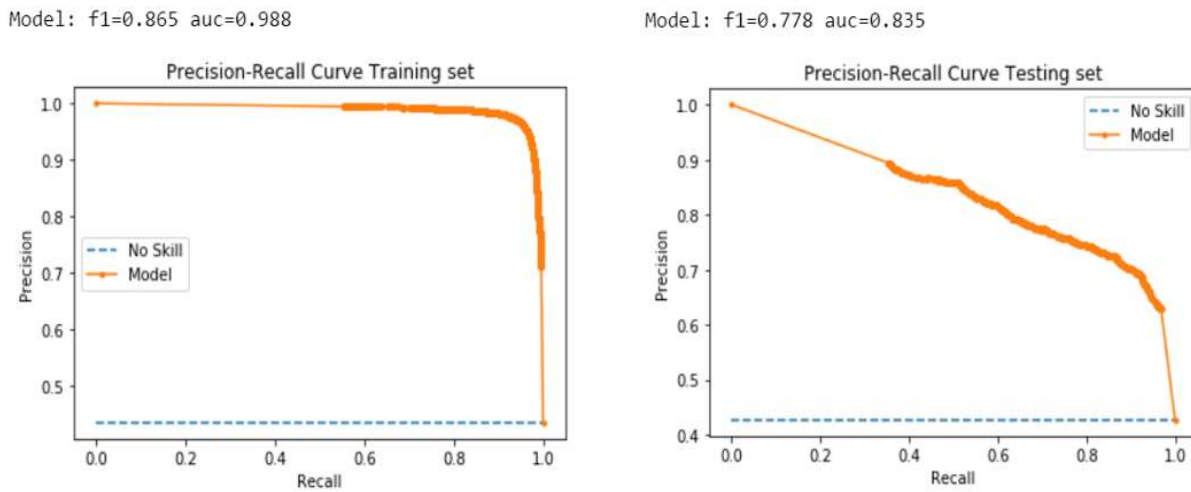 Model: f1=0.865 auc=0.988
Precision-Recall Curve Training set
1.0
0.9
0.8
0.7
0.6
0.5
Precision
No Skill
Model
0.0 0.2 0.4 0.6 0.8 1.0
Recall
Model: f1=0.778 auc=0.835
Precision-Recall Curve Testing set
1.0
0.9
0.8
0.7
0.6
0.5
0.4
Precision
No Skill
Model
0.0 0.2 0.4 0.6 0.8 1.0
Recall